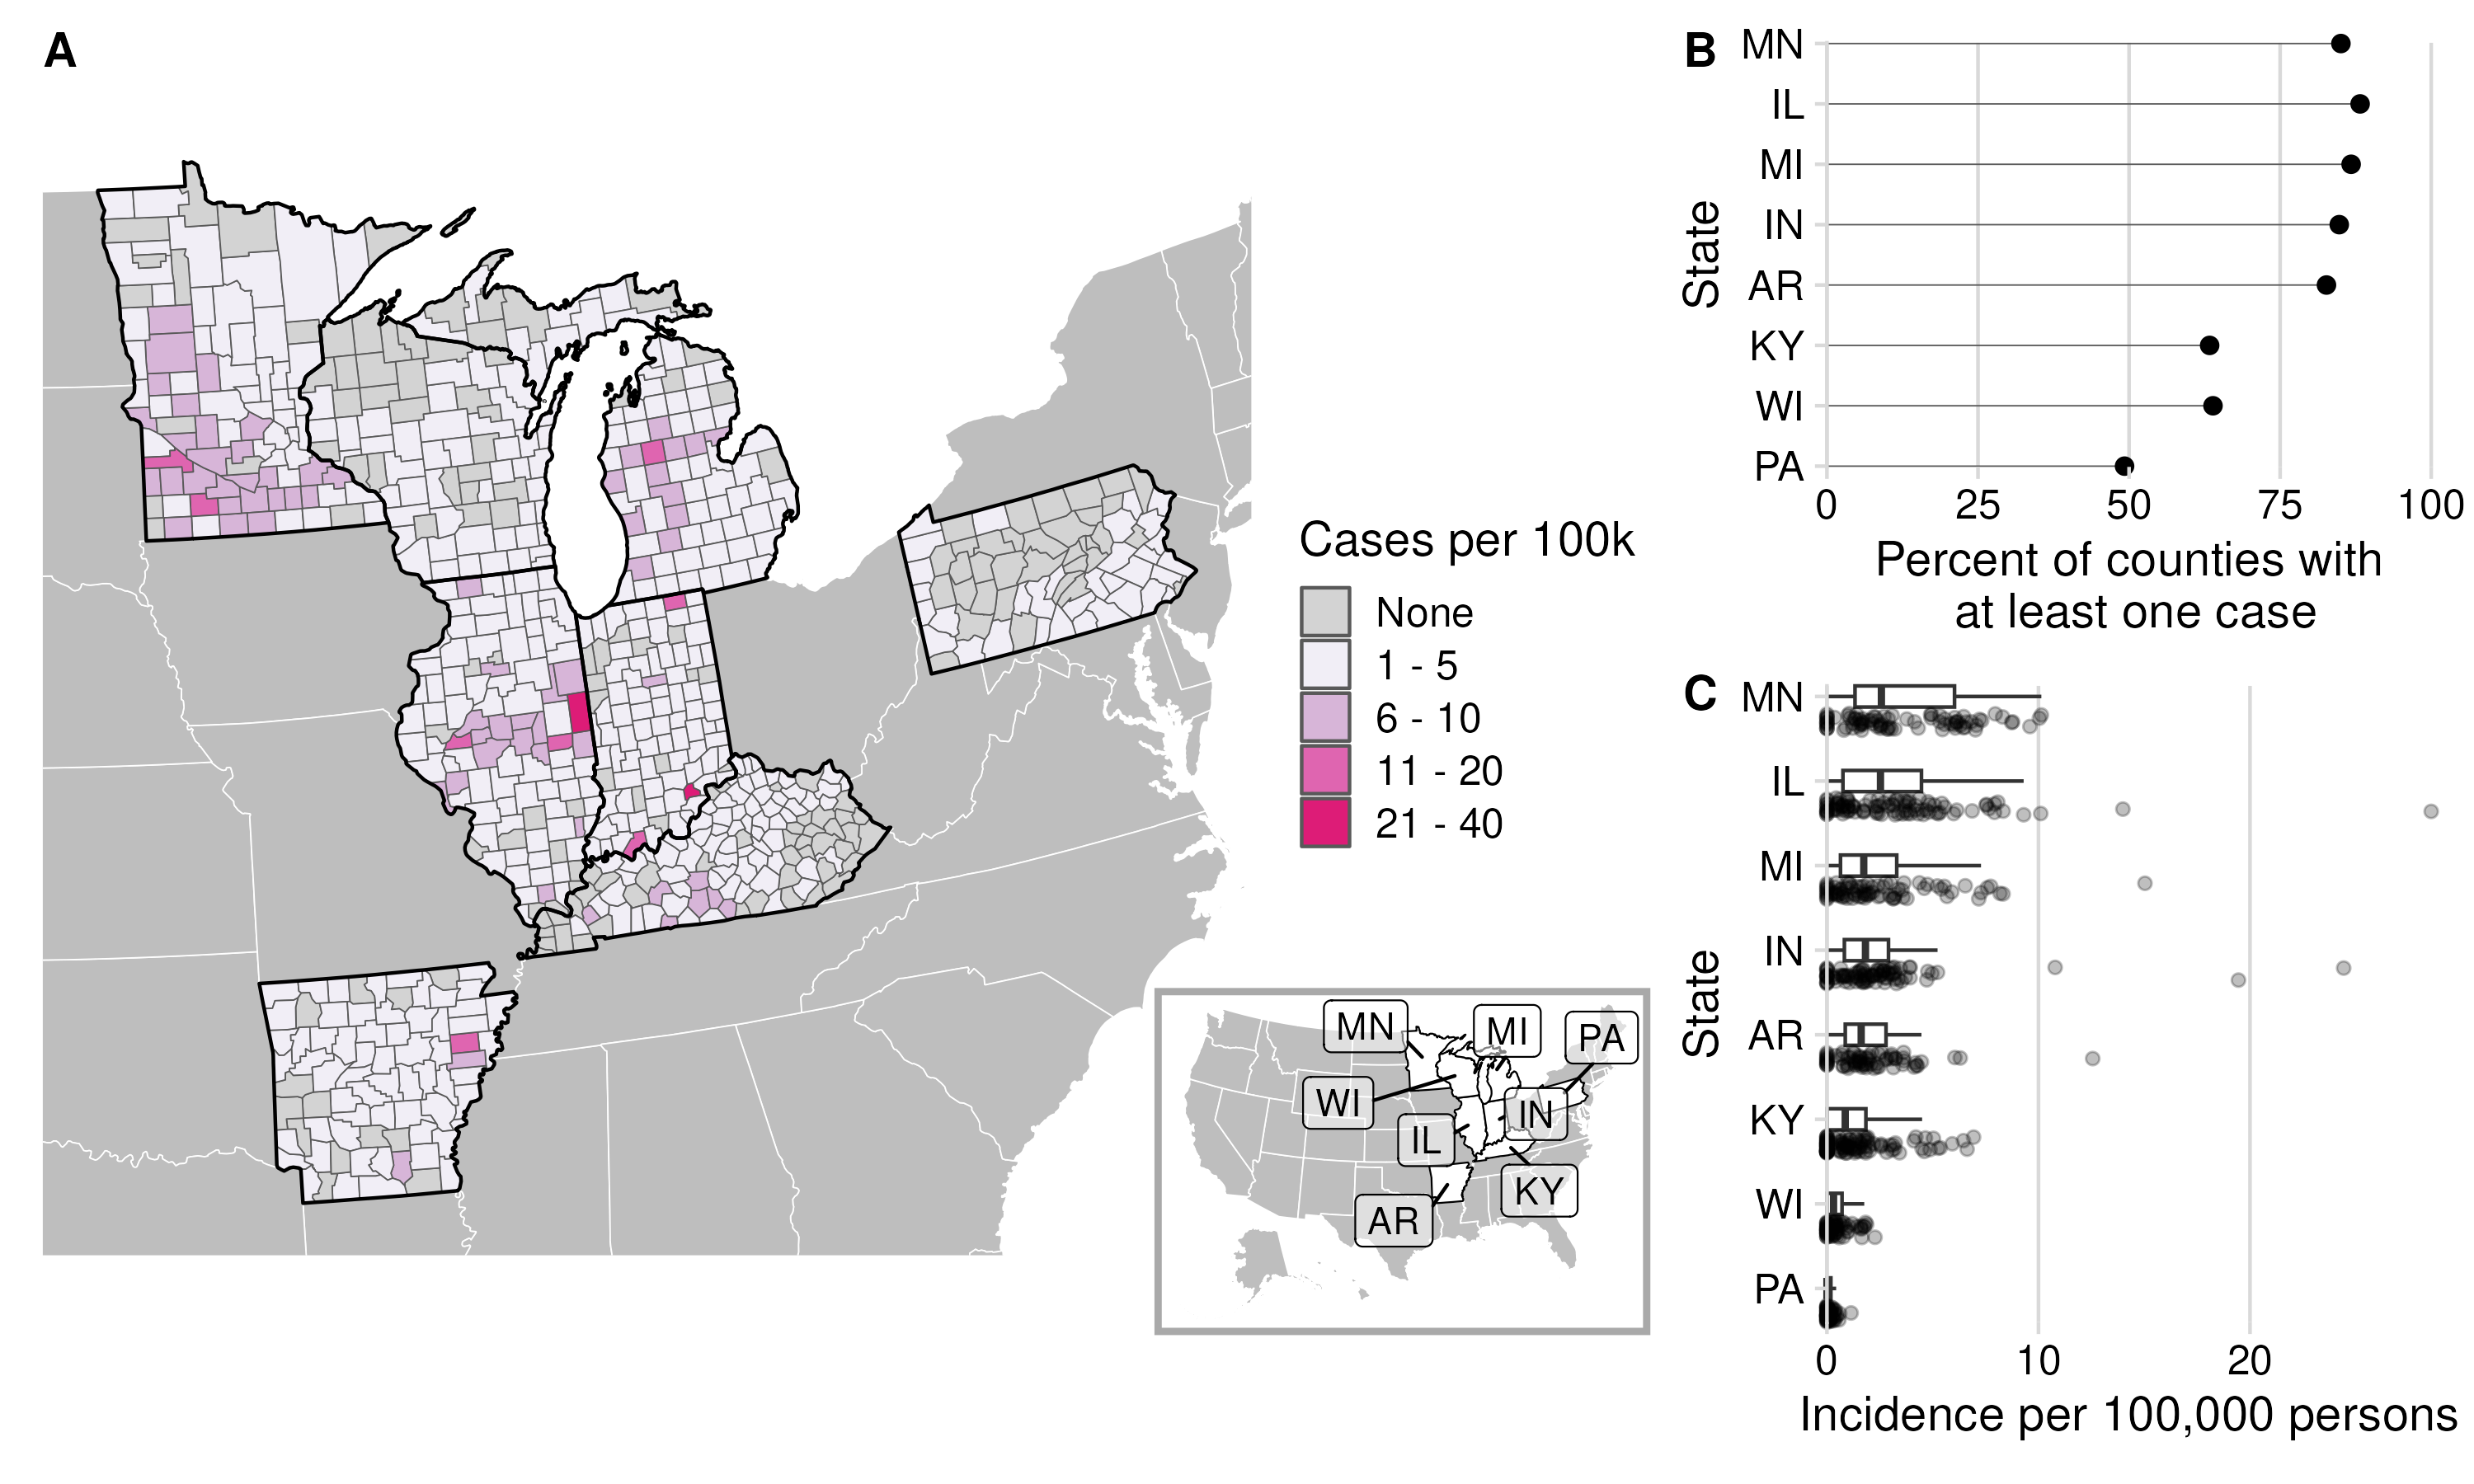 A
Cases per 100k
None
1 - 5
6 - 10
11 - 20
21 - 40
MN
MI
PA
WI
IN
IL
KY
AR
B
State
MN
IL
MI
IN
AR
KY
WI
PA
0 25 50 75 100
Percent of counties with
at least one case
C
State
MN
IL
MI
IN
AR
KY
WI
PA
0 10 20
Incidence per 100,000 persons